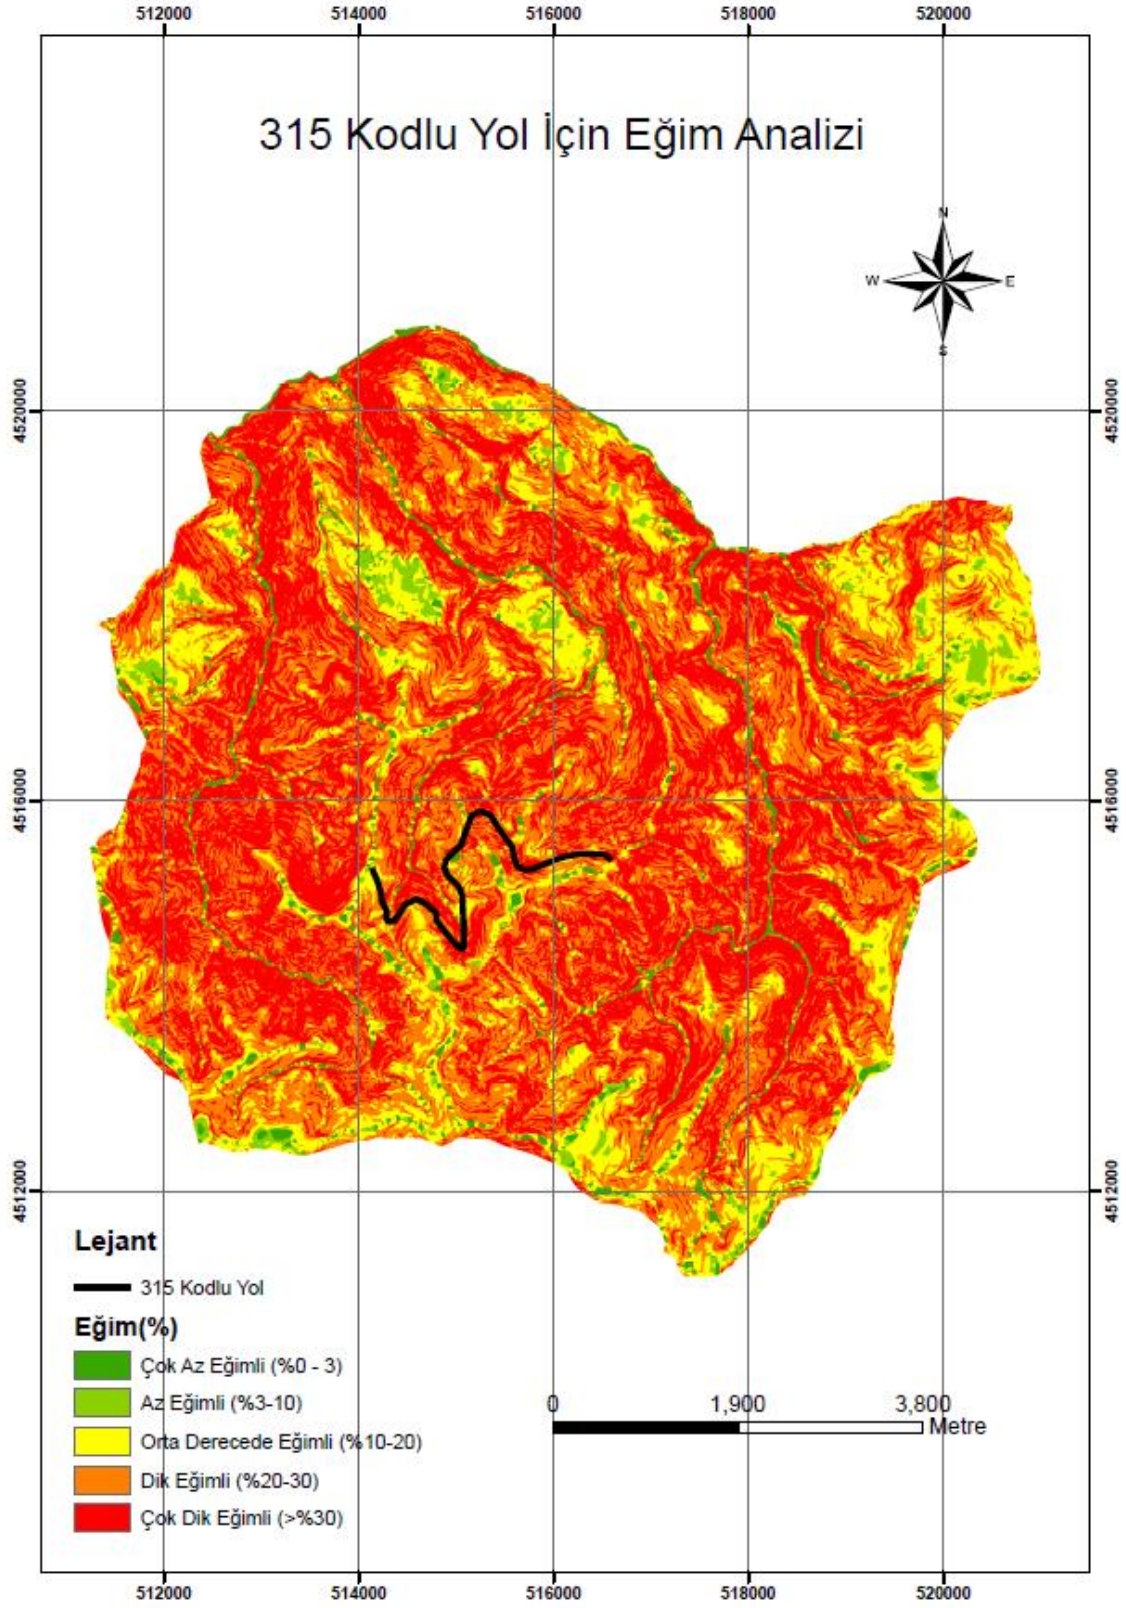 512000 514000 516000 518000 520000
315 Kodlu Yol İçin Eğim Analizi
N
W E
S
4520000 4520000
4516000 4516000
4512000 4512000
Lejant
315 Kodlu Yol
Eğim(%)
Çok Az Eğimli (%0 - 3)
Az Eğimli (%3-10)
Orta Derecede Eğimli (%10-20)
Dik Eğimli (%20-30)
Çok Dik Eğimli (>%30)
0 1,900 3,800
Metre
512000 514000 516000 518000 520000